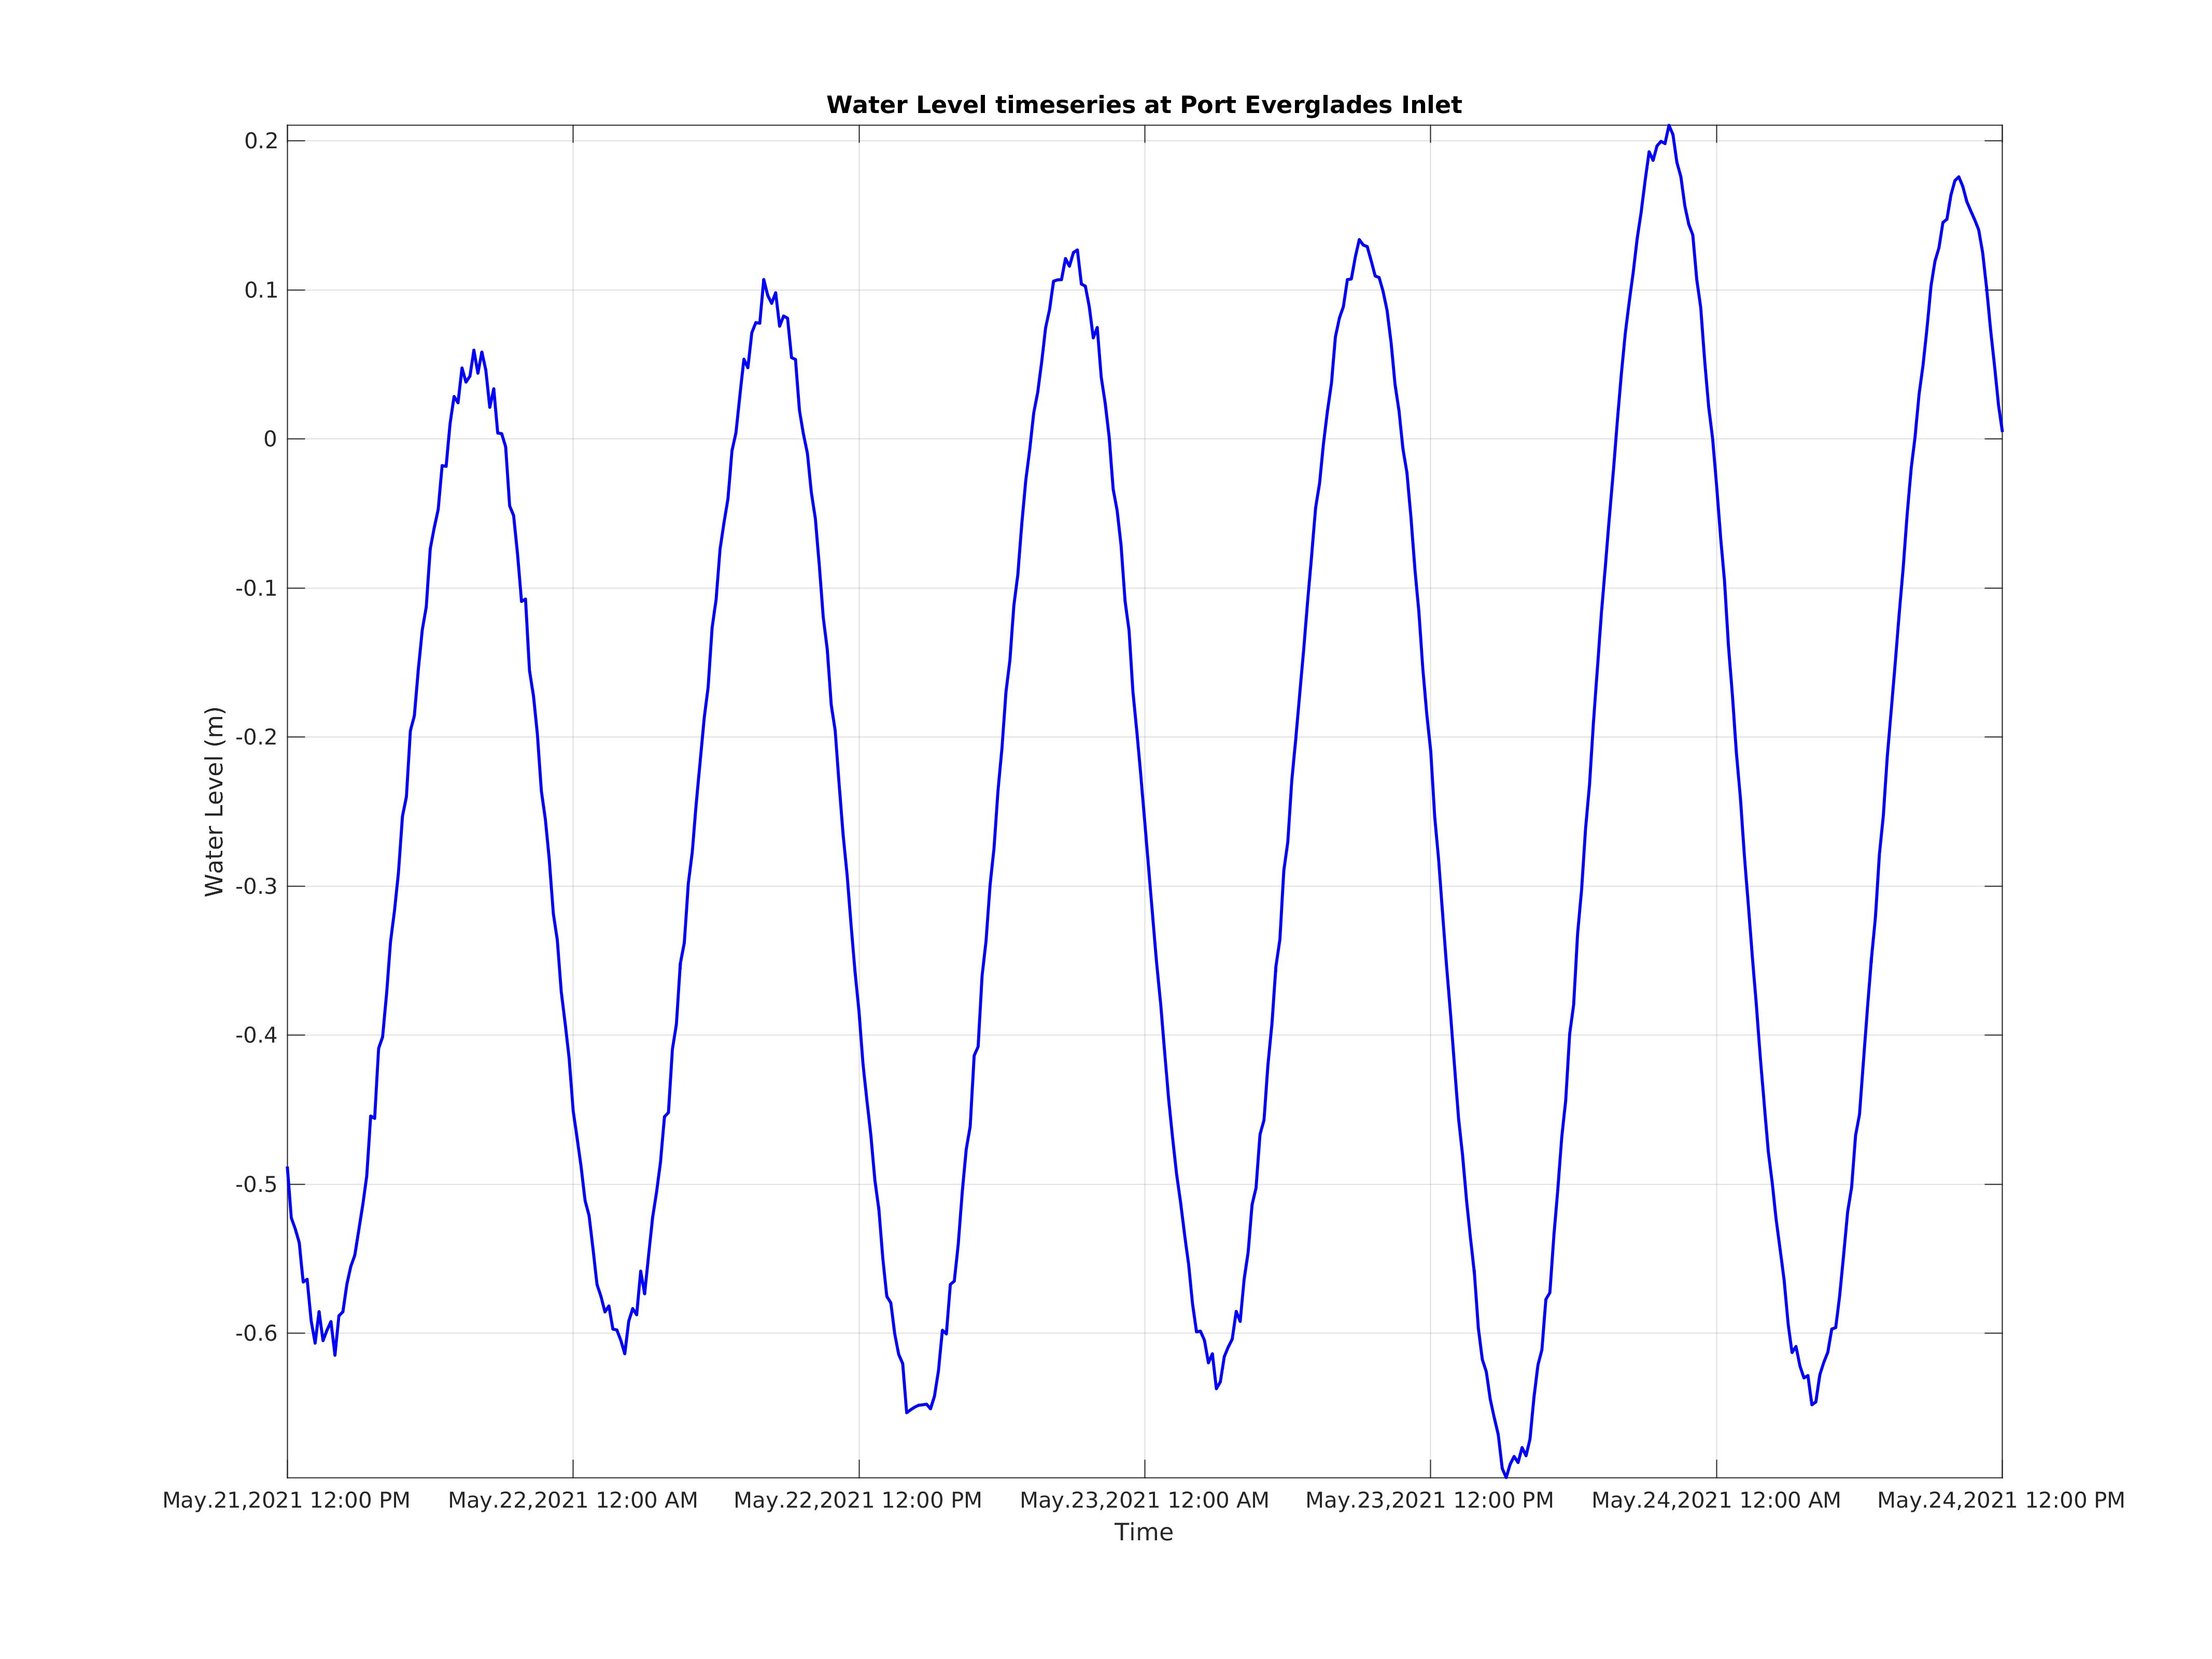 Water Level timeseries at Port Everglades Inlet
0.2
0.1
0
-0.1
-0.2
-0.3
-0.4
-0.5
-0.6
Water Level (m)
May.21,2021 12:00 PM May.22,2021 12:00 AM May.22,2021 12:00 PM May.23,2021 12:00 AM May.23,2021 12:00 PM May.24,2021 12:00 AM May.24,2021 12:00 PM
Time